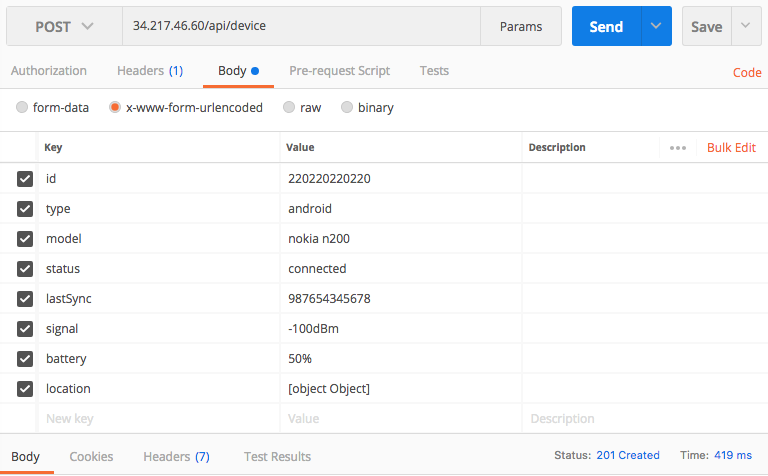 POST 34.217.46.60/api/device Params Send Save
Authorization Headers (1) Body Pre-request Script Tests Code
form-data x-www-form-urlencoded raw binary
Key Value Description Bulk Edit
id 220220220220
type android
model nokia n200
status connected
lastSync 987654345678
signal -100dBm
battery 50%
location [object Object]
New key Value Description
Body Cookies Headers (7) Test Results Status: 201 Created Time: 419 ms